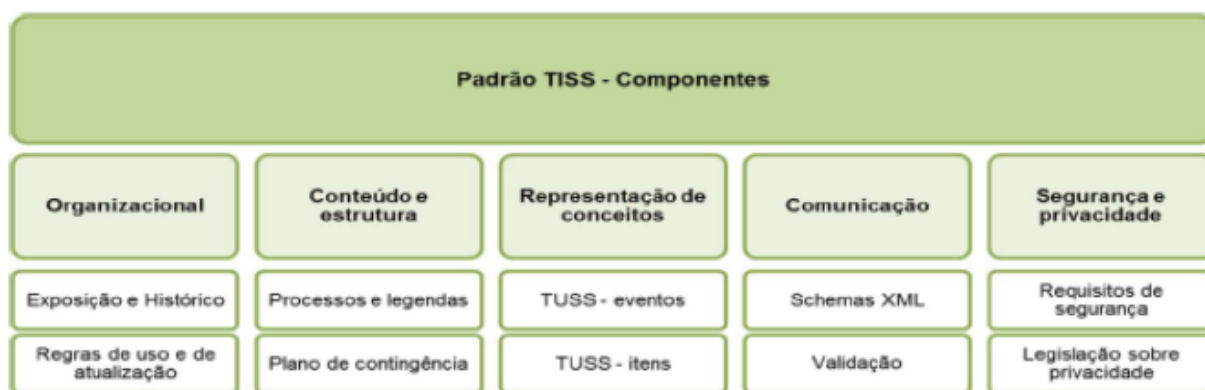 Padrão TISS - Componentes
Organizacional
Conteúdo e
estrutura
Representação de
conceitos
Comunicação
Segurança e
privacidade
Exposição e Histórico
Processos e legendas
TUSS - eventos
Schemas XML
Requisitos de
segurança
Regras de uso e de
atualização
Plano de contingência
TUSS - itens
Validação
Legislação sobre
privacidade